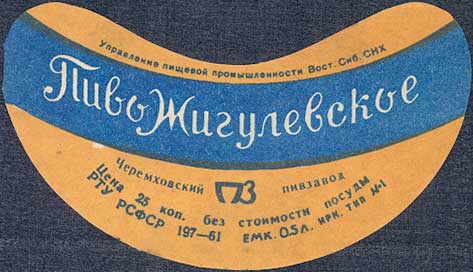 Управление пищевой промышленности Вост. Сиб. СНХ
Пиво Жигулевское
Черемховский ПЗ пивзавод
Цена 25 коп. без стоимости посуды
РТУ РСФСР 197—61 ЕМК. 0.5 л. ИРК. ТИП Д-1